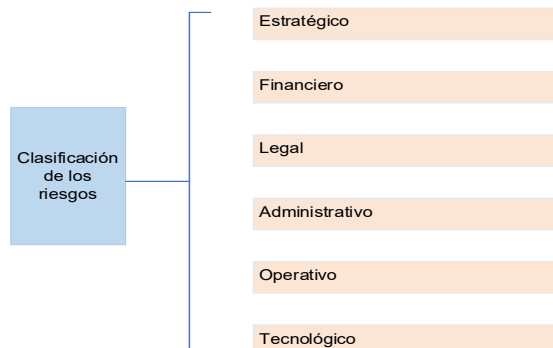 Estratégico
Financiero
Clasificación
de los
riesgos
Legal
Administrativo
Operativo
Tecnológico